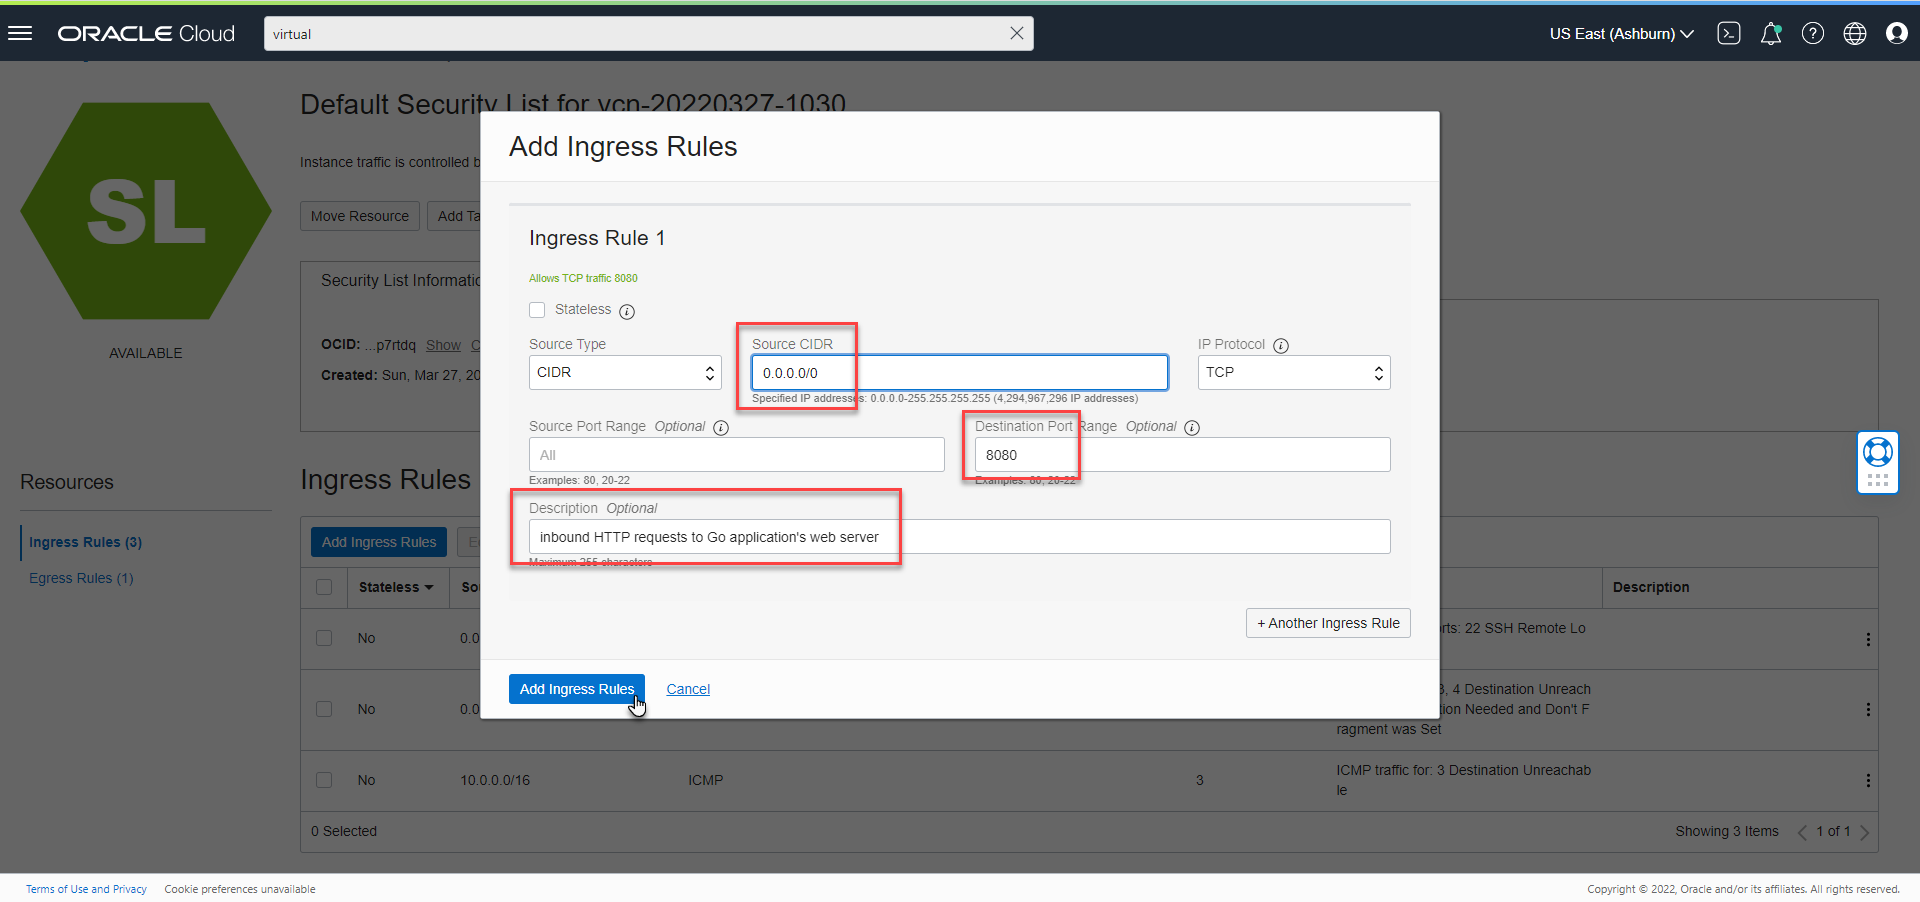 ORACLE Cloud
virtual
US East (Ashburn)
Default Security List for vcn-20220327-1030
SL
AVAILABLE
Instance traffic is controlled b
Move Resource
Add Ta
Security List Informatio
OCID: ...p7rtdq Show C
Created: Sun, Mar 27, 20
Resources
Ingress Rules (3)
Egress Rules (1)
Ingress Rules
Add Ingress Rules
Stateless
So
Description
No
0.0
rts: 22 SSH Remote Lo
No
0.0
3, 4 Destination Unreach
ion Needed and Don't F
ragment was Set
No
10.0.0.0/16
ICMP
3
ICMP traffic for: 3 Destination Unreachab
le
0 Selected
Showing 3 Items
1 of 1
Add Ingress Rules
Ingress Rule 1
Allows TCP traffic 8080
Stateless
Source Type
CIDR
Source CIDR
0.0.0.0/0
Specified IP addresses: 0.0.0.0-255.255.255.255 (4,294,967,296 IP addresses)
IP Protocol
TCP
Source Port Range Optional
All
Examples: 80, 20-22
Destination Port Range Optional
8080
Examples: 80, 20-22
Description Optional
inbound HTTP requests to Go application's web server
Maximum 255 characters
+ Another Ingress Rule
Add Ingress Rules
Cancel
Terms of Use and Privacy
Cookie preferences unavailable
Copyright © 2022, Oracle and/or its affiliates. All rights reserved.